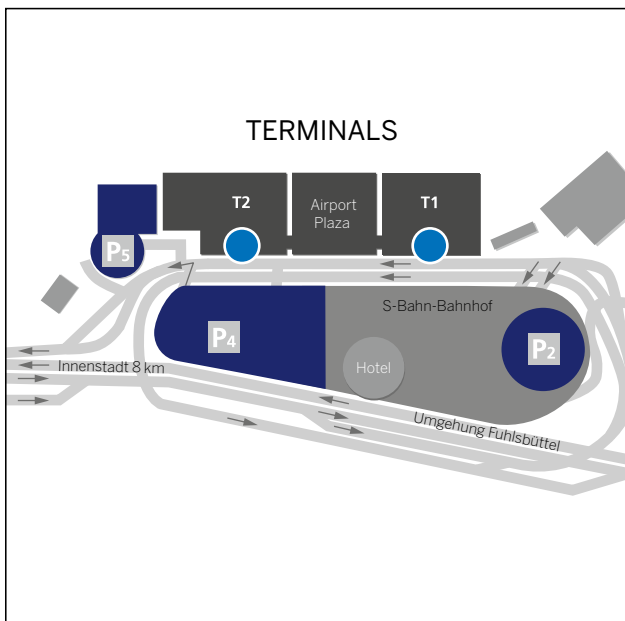 TERMINALS
T2
Airport
Plaza
T1
P5
S-Bahn-Bahnhof
P4
P2
Hotel
Innenstadt 8 km
Umgehung Fuhlsbüttel